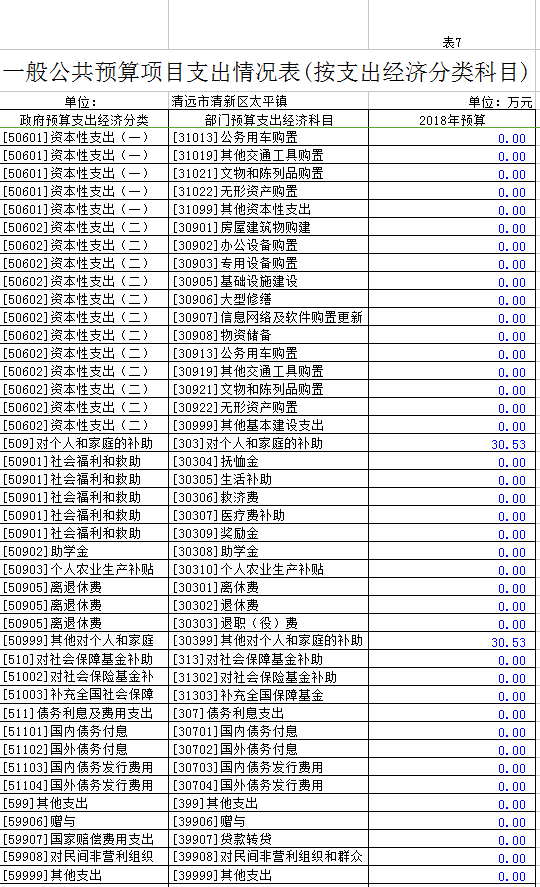 表7
一般公共预算项目支出情况表(按支出经济分类科目)
单位: 清远市清新区太平镇 单位:万元
政府预算支出经济分类 部门预算支出经济科目 2018年预算
[50601]资本性支出（一） [31013]公务用车购置 0.00
[50601]资本性支出（一） [31019]其他交通工具购置 0.00
[50601]资本性支出（一） [31021]文物和陈列品购置 0.00
[50601]资本性支出（一） [31022]无形资产购置 0.00
[50601]资本性支出（一） [31099]其他资本性支出 0.00
[50602]资本性支出（二） [30901]房屋建筑物购建 0.00
[50602]资本性支出（二） [30902]办公设备购置 0.00
[50602]资本性支出（二） [30903]专用设备购置 0.00
[50602]资本性支出（二） [30905]基础设施建设 0.00
[50602]资本性支出（二） [30906]大型修缮 0.00
[50602]资本性支出（二） [30907]信息网络及软件购置更新 0.00
[50602]资本性支出（二） [30908]物资储备 0.00
[50602]资本性支出（二） [30913]公务用车购置 0.00
[50602]资本性支出（二） [30919]其他交通工具购置 0.00
[50602]资本性支出（二） [30921]文物和陈列品购置 0.00
[50602]资本性支出（二） [30922]无形资产购置 0.00
[50602]资本性支出（二） [30999]其他基本建设支出 0.00
[509]对个人和家庭的补助 [303]对个人和家庭的补助 30.53
[50901]社会福利和救助 [30304]抚恤金 0.00
[50901]社会福利和救助 [30305]生活补助 0.00
[50901]社会福利和救助 [30306]救济费 0.00
[50901]社会福利和救助 [30307]医疗费补助 0.00
[50901]社会福利和救助 [30309]奖励金 0.00
[50902]助学金 [30308]助学金 0.00
[50903]个人农业生产补贴 [30310]个人农业生产补贴 0.00
[50905]离退休费 [30301]离休费 0.00
[50905]离退休费 [30302]退休费 0.00
[50905]离退休费 [30303]退职（役）费 0.00
[50999]其他对个人和家庭 [30399]其他对个人和家庭的补助 30.53
[510]对社会保障基金补助 [313]对社会保障基金补助 0.00
[51002]对社会保险基金补 [31302]对社会保险基金补助 0.00
[51003]补充全国社会保障 [31303]补充全国社会保障基金 0.00
[511]债务利息及费用支出 [307]债务利息支出 0.00
[51101]国内债务付息 [30701]国内债务付息 0.00
[51102]国外债务付息 [30702]国外债务付息 0.00
[51103]国内债务发行费用 [30703]国内债务发行费用 0.00
[51104]国外债务发行费用 [30704]国外债务发行费用 0.00
[599]其他支出 [399]其他支出 0.00
[59906]赠与 [39906]赠与 0.00
[59907]国家赔偿费用支出 [39907]贷款转贷 0.00
[59908]对民间非营利组织 [39908]对民间非营利组织和群众 0.00
[59999]其他支出 [39999]其他支出 0.00